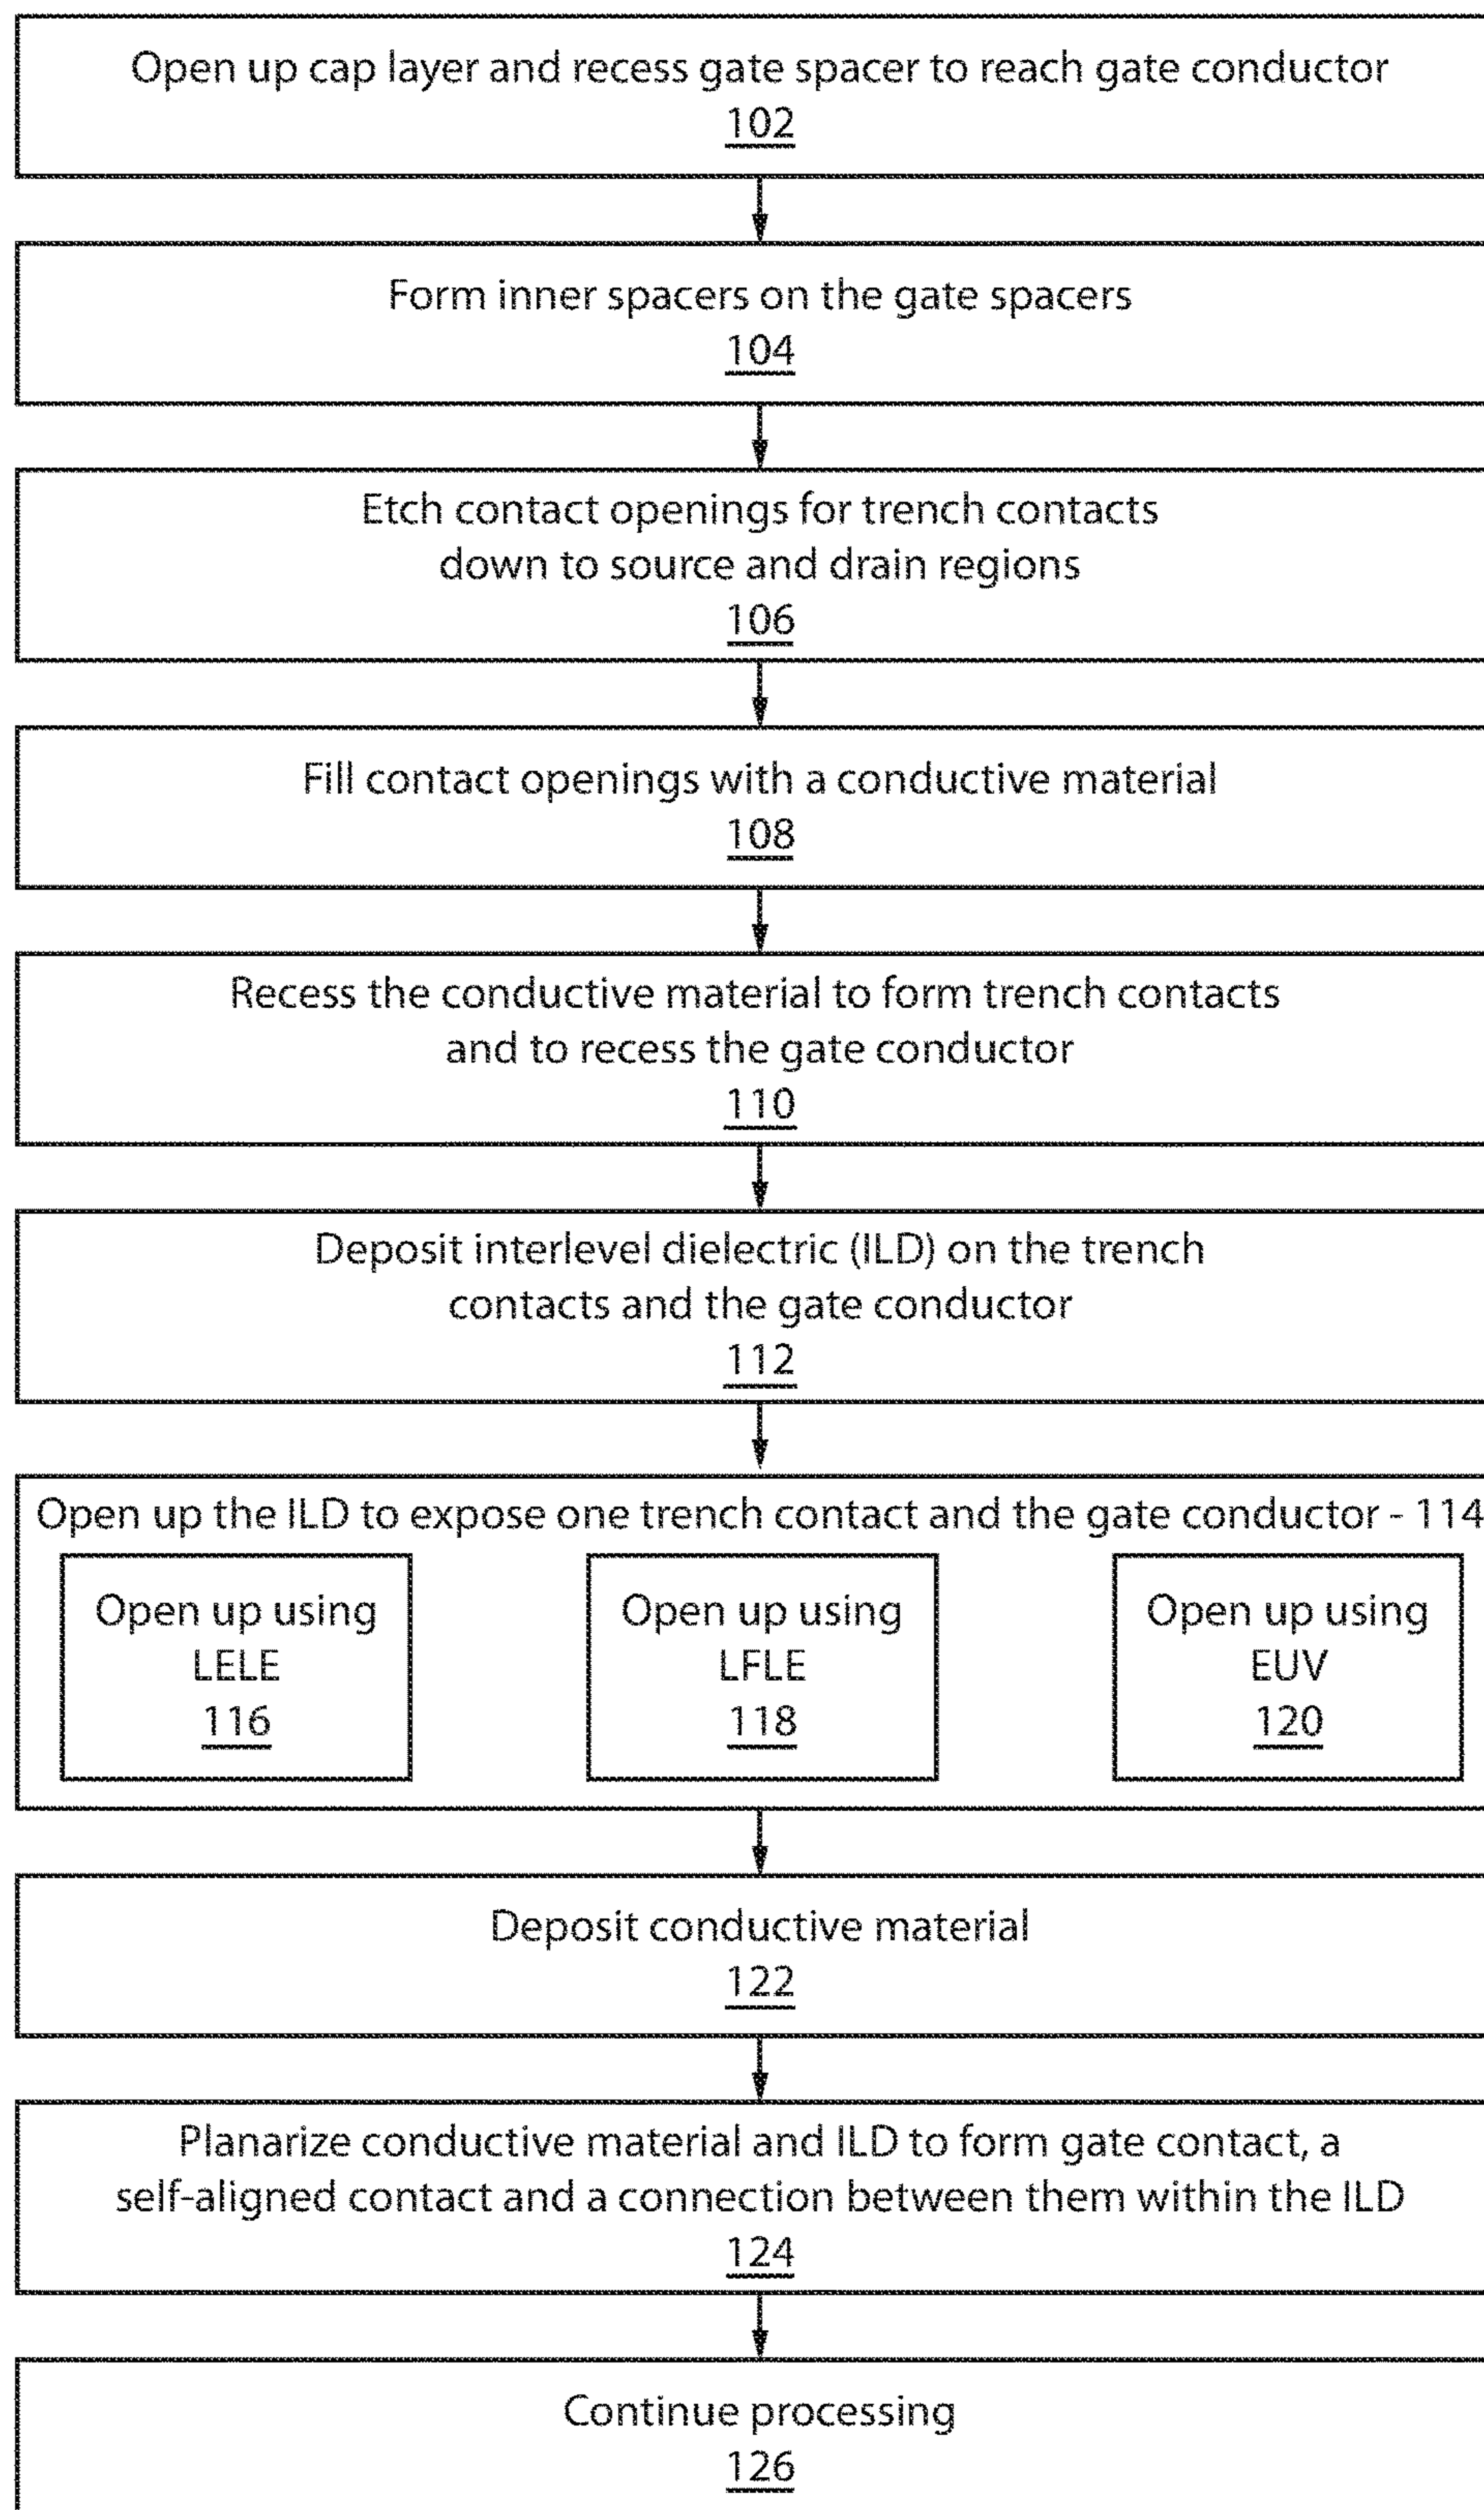 Open up cap layer and recess gate spacer to reach gate conductor
102
Form inner spacers on the gate spacers
104
Etch contact openings for trench contacts
down to source and drain regions
106
Fill contact openings with a conductive material
108
Recess the conductive material to form trench contacts
and to recess the gate conductor
110
Deposit interlevel dielectric (ILD) on the trench
contacts and the gate conductor
112
Open up the ILD to expose one trench contact and the gate conductor - 114
Open up using
LELE
116
Open up using
LFLE
118
Open up using
EUV
120
Deposit conductive material
122
Planarize conductive material and ILD to form gate contact, a
self-aligned contact and a connection between them within the ILD
124
Continue processing
126